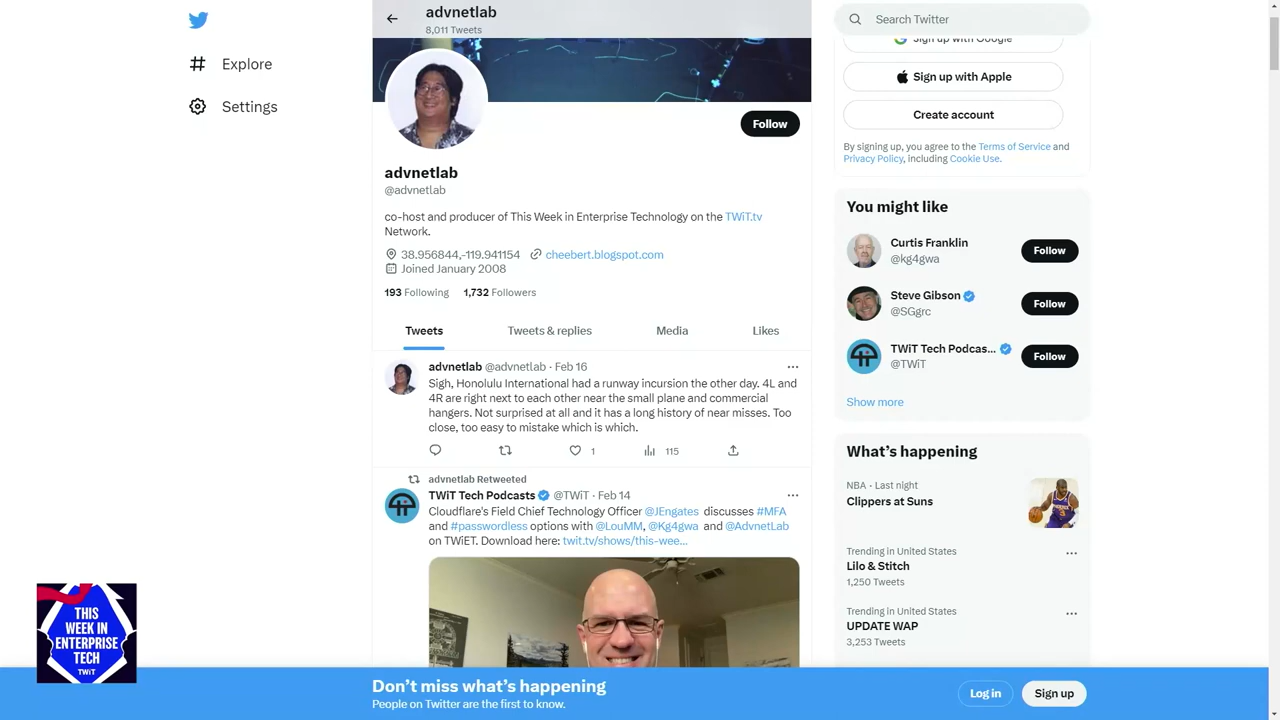 advnetlab
8,011 Tweets
Search Twitter
Explore
Settings
Sign up with Google
Sign up with Apple
Create account
By signing up, you agree to the Terms of Service and
Privacy Policy, including Cookie Use.
Follow
advnetlab
@advnetlab
co-host and producer of This Week in Enterprise Technology on the TWiT.tv
Network.
38.956844,-119.941154 cheebert.blogspot.com
Joined January 2008
193 Following 1,732 Followers
Tweets Tweets & replies Media Likes
advnetlab @advnetlab · Feb 16
Sigh, Honolulu International had a runway incursion the other day. 4L and
4R are right next to each other near the small plane and commercial
hangers. Not surprised at all and it has a long history of near misses. Too
close, too easy to mistake which is which.
1 115
advnetlab Retweeted
TWiT Tech Podcasts @TWiT · Feb 14
Cloudflare's Field Chief Technology Officer @JEngates discusses #MFA
and #passwordless options with @LouMM, @Kg4gwa and @AdvnetLab
on TWiET. Download here: twit.tv/shows/this-wee...
You might like
Curtis Franklin
@kg4gwa
Follow
Steve Gibson
@SGgrc
Follow
TWiT Tech Podcas...
@TWiT
Follow
Show more
What's happening
NBA · Last night
Clippers at Suns
Trending in United States
Lilo & Stitch
1,250 Tweets
Trending in United States
UPDATE WAP
3,253 Tweets
THIS
WEEK IN
ENTERPRISE
TECH
TWiT
Don't miss what's happening
People on Twitter are the first to know.
Log in
Sign up